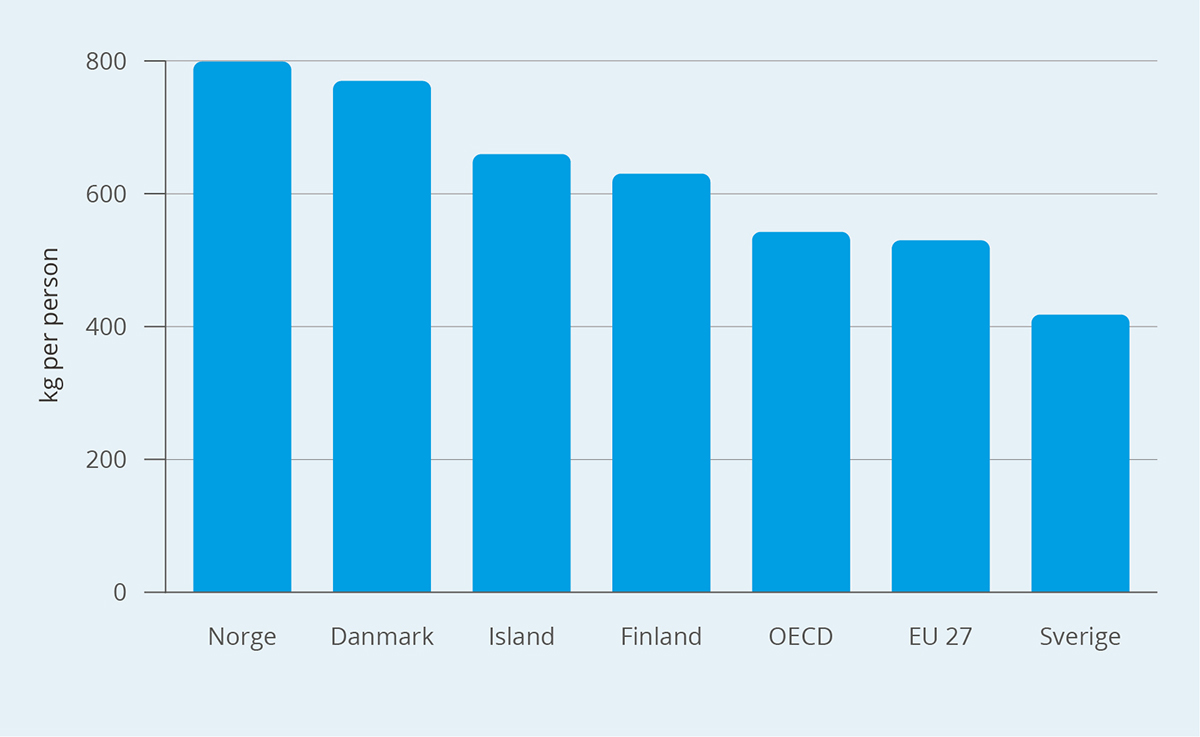 kg per person
800
600
400
200
0
Norge
Danmark
Island
Finland
OECD
EU 27
Sverige